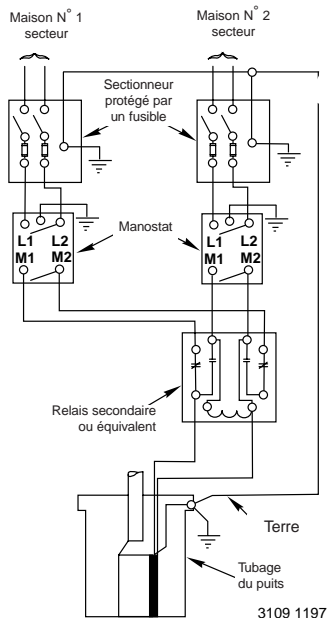 Maison N° 1
secteur
Maison N° 2
secteur
Sectionneur
protégé par
un fusible
L1 L2
M1 M2
Manostat
L1 L2
M1 M2
Relais secondaire
ou équivalent
Terre
Tubage
du puits
3109 1197